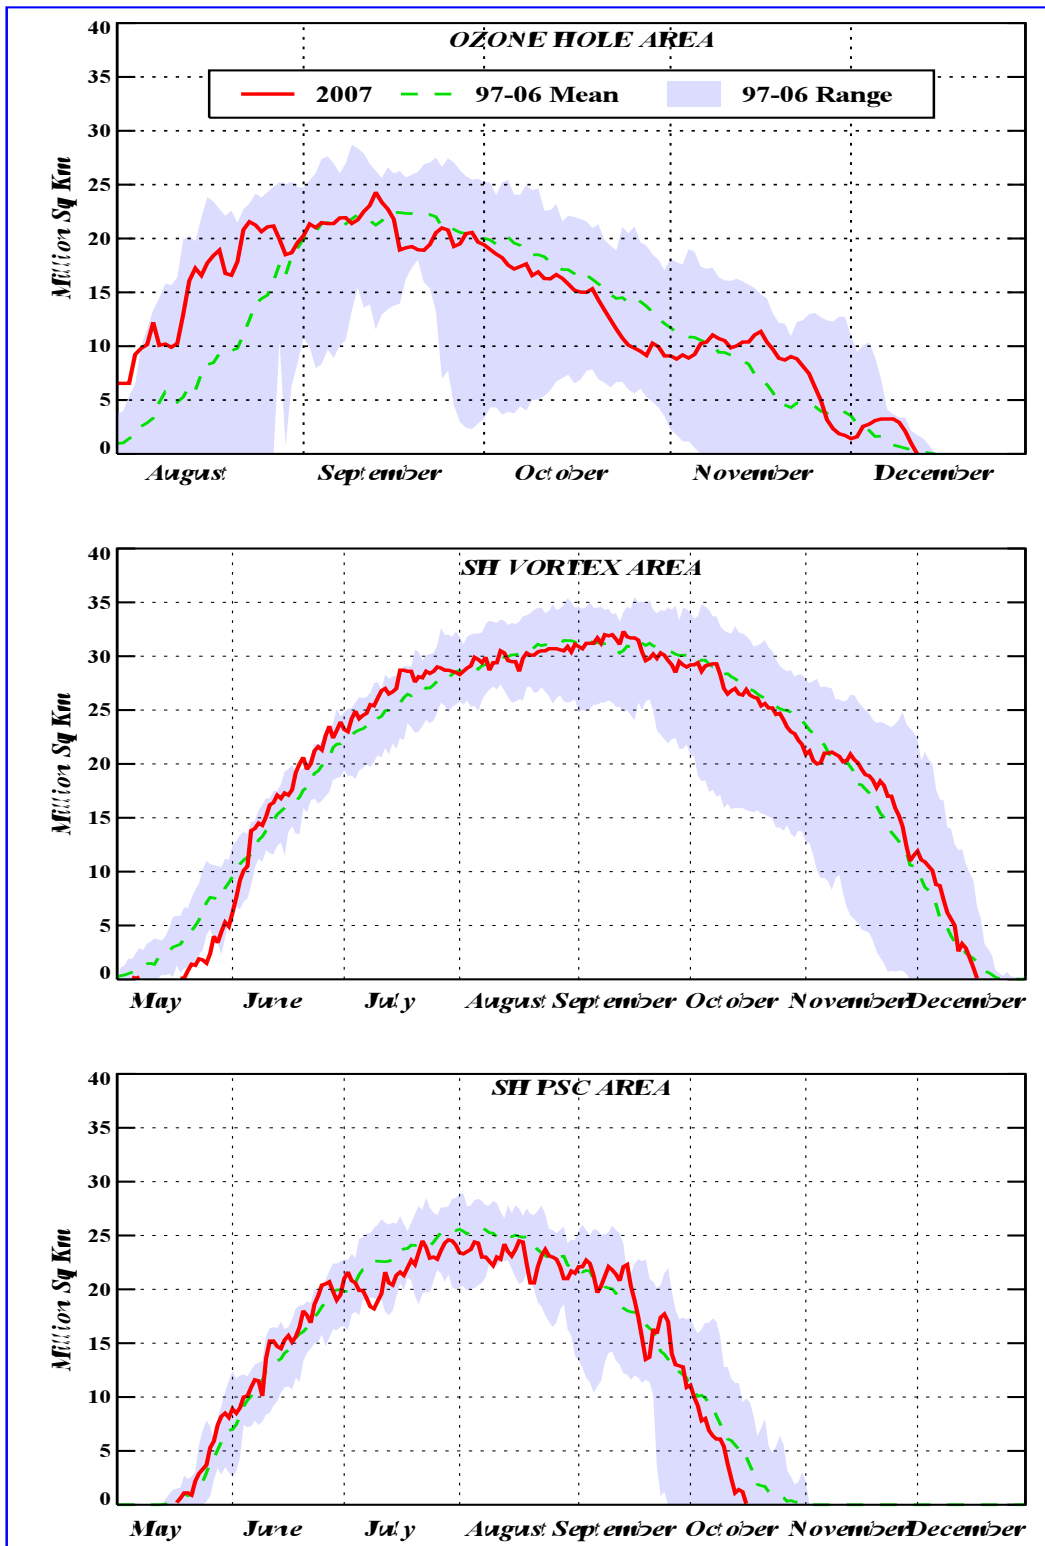 OZONE HOLE AREA
2007 97-06 Mean 97-06 Range
40
35
30
25
20
15
10
5
0
Million Sq Km
August September October November December
SH VORTEX AREA
40
35
30
25
20
15
10
5
0
Million Sq Km
May June July August September October November December
SH PSC AREA
40
35
30
25
20
15
10
5
0
Million Sq Km
May June July August September October November December